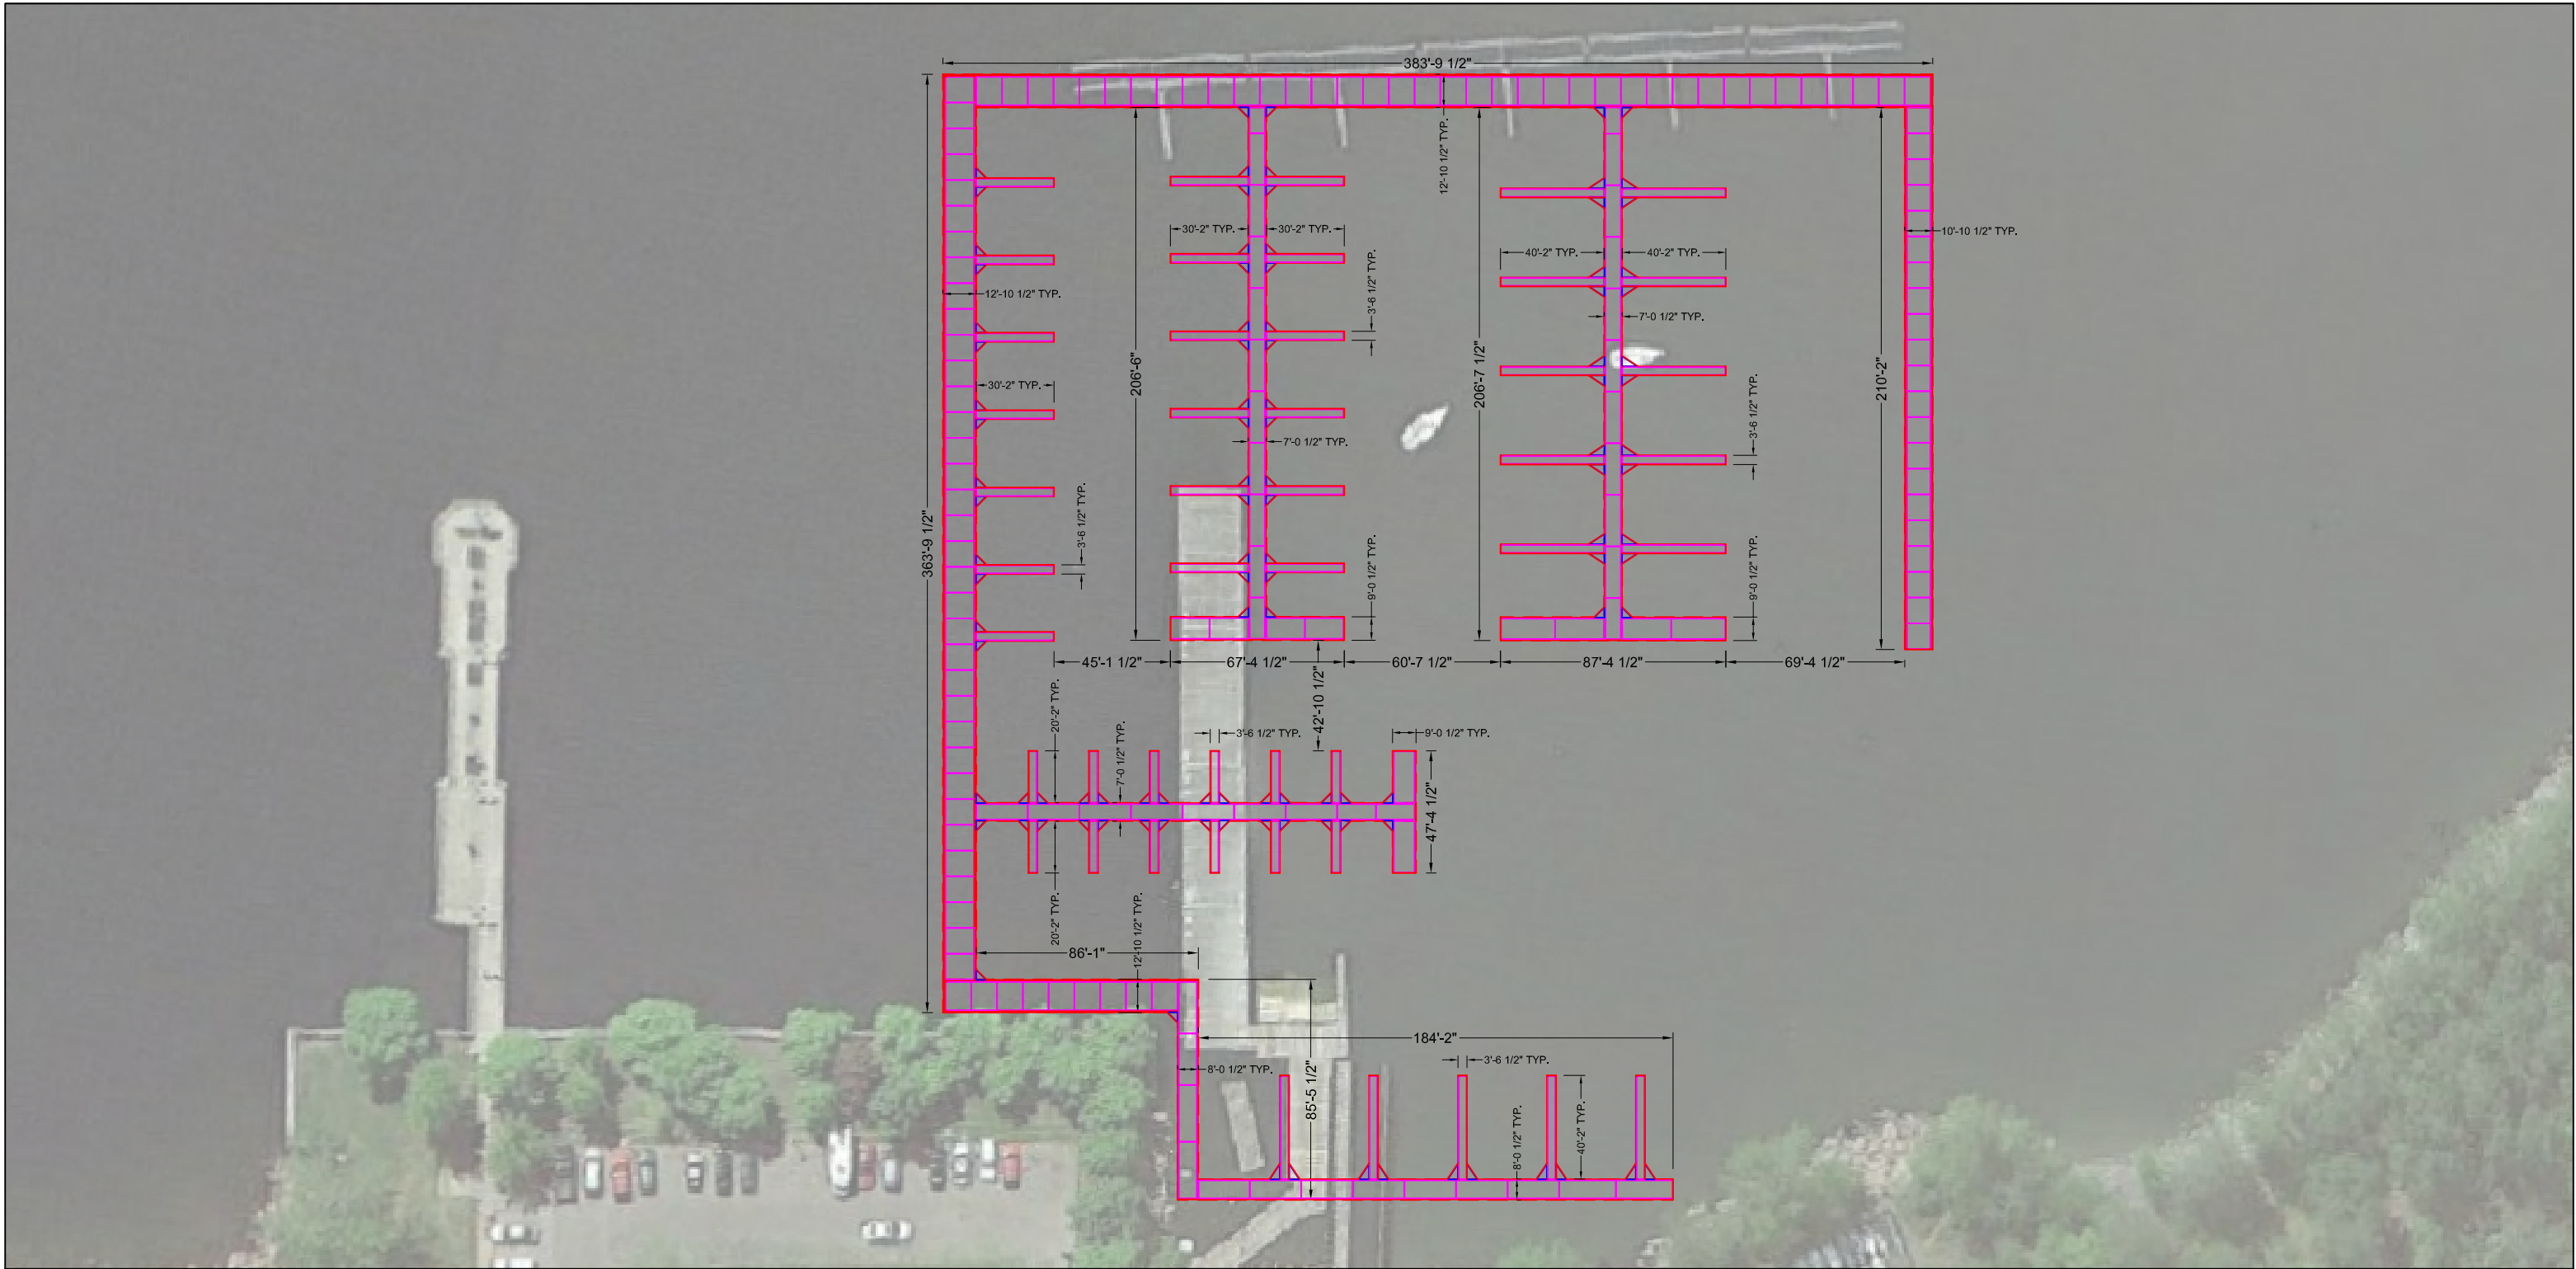 383'-9 1/2"
12'-10 1/2" TYP.
30'-2" TYP.
30'-2" TYP.
10'-10 1/2" TYP.
40'-2" TYP.
40'-2" TYP.
3'-6 1/2" TYP.
12'-10 1/2" TYP.
7'-0 1/2" TYP.
206'-6"
206'-7 1/2"
210'-2"
30'-2" TYP.
7'-0 1/2" TYP.
3'-6 1/2" TYP.
363'-9 1/2"
3'-6 1/2" TYP.
9'-0 1/2" TYP.
9'-0 1/2" TYP.
45'-1 1/2"
67'-4 1/2"
60'-7 1/2"
87'-4 1/2"
69'-4 1/2"
42'-10 1/2"
20'-2" TYP.
7'-0 1/2" TYP.
3'-6 1/2" TYP.
9'-0 1/2" TYP.
47'-4 1/2"
20'-2" TYP.
12'-10 1/2" TYP.
86'-1"
184'-2"
8'-0 1/2" TYP.
3'-6 1/2" TYP.
85'-5 1/2"
8'-0 1/2" TYP.
40'-2" TYP.